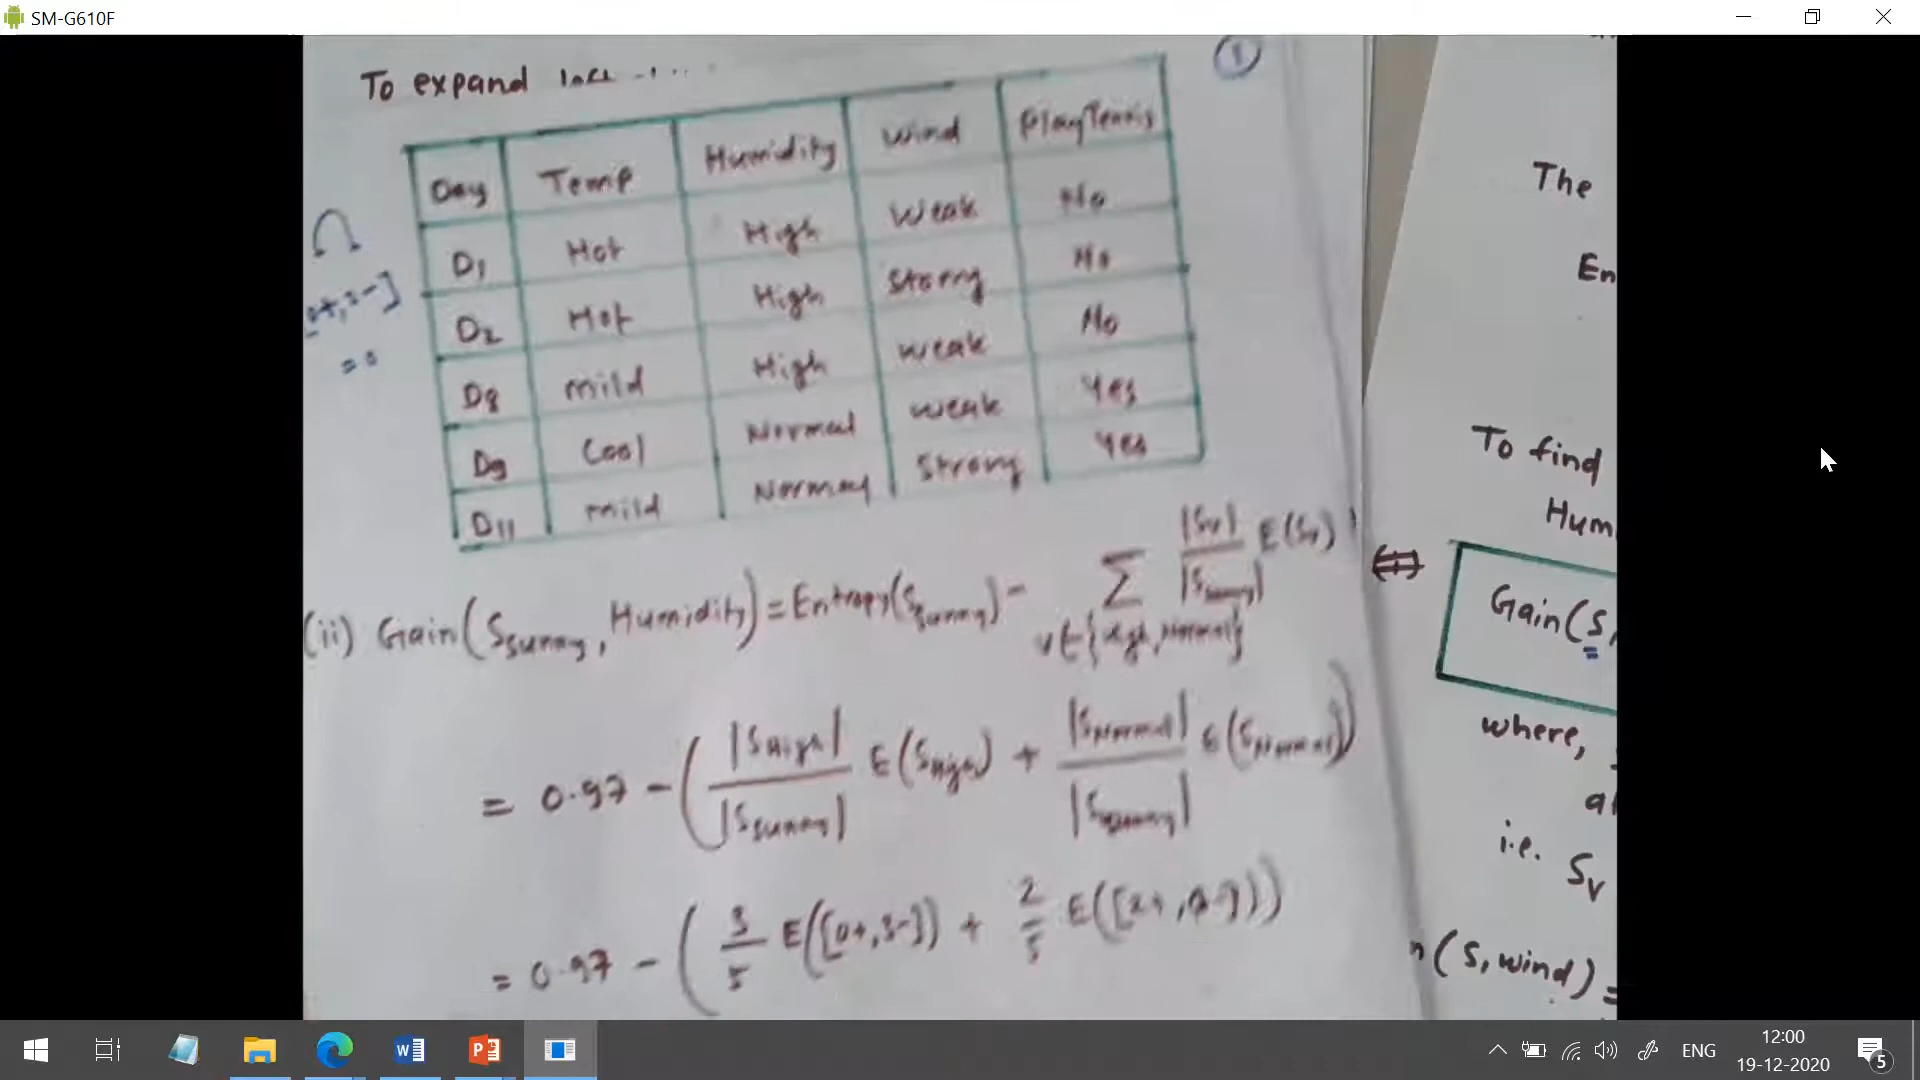 SM-G610F
To expand
①
Day Temp Humidity Wind PlayTennis
D1 Hot High Weak No
D2 Hot High Strong No
D8 mild High weak No
D9 Cool Normal weak Yes
D11 mild Normal Strong Yes
= 0
(ii) Gain(Ssunny, Humidity) = Entropy(Ssunny) - Σ |Sv| / |Ssunny| E(Sv)
v ∈ {High, Normal}
= 0.97 - ( |SHigh| / |Ssunny| E(SHigh) + |SNormal| / |Ssunny| E(SNormal) )
= 0.97 - ( 3/5 E([0+,3-]) + 2/5 E([2+,0-]) )
The
En
To find
Hum
Gain(S,
where,
i.e. Sv
(S, wind) =
ENG
12:00
19-12-2020
5